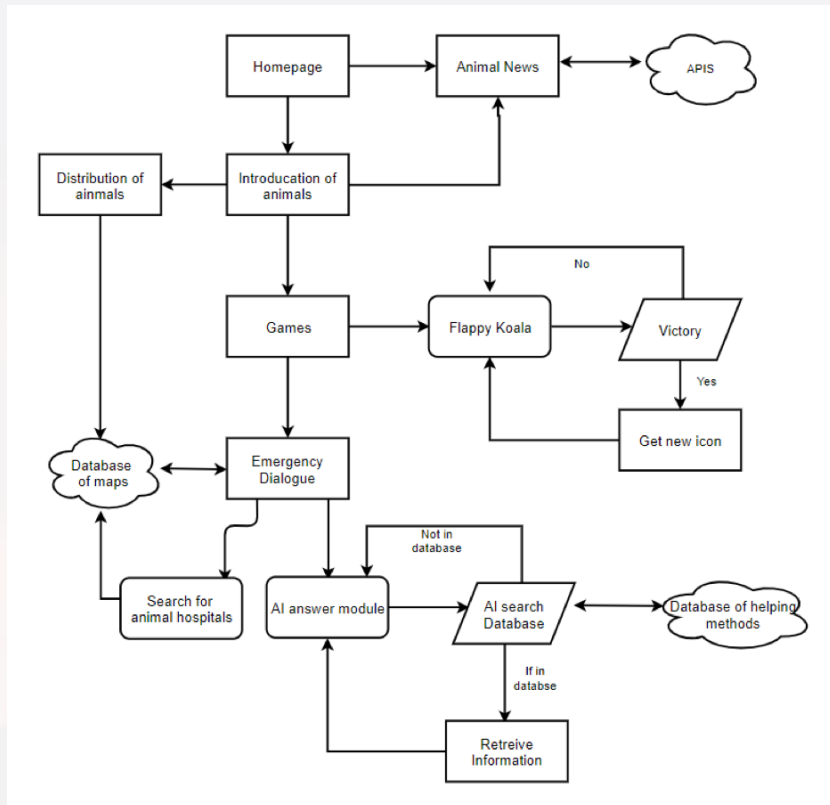 Homepage
Animal News
APIS
Distribution of
ainmals
Introducation of
animals
No
Games
Flappy Koala
Victory
Yes
Get new icon
Database
of maps
Emergency
Dialogue
Not in
database
Search for
animal hospitals
AI answer module
AI search
Database
Database of helping
methods
If in
databse
Retreive
Information